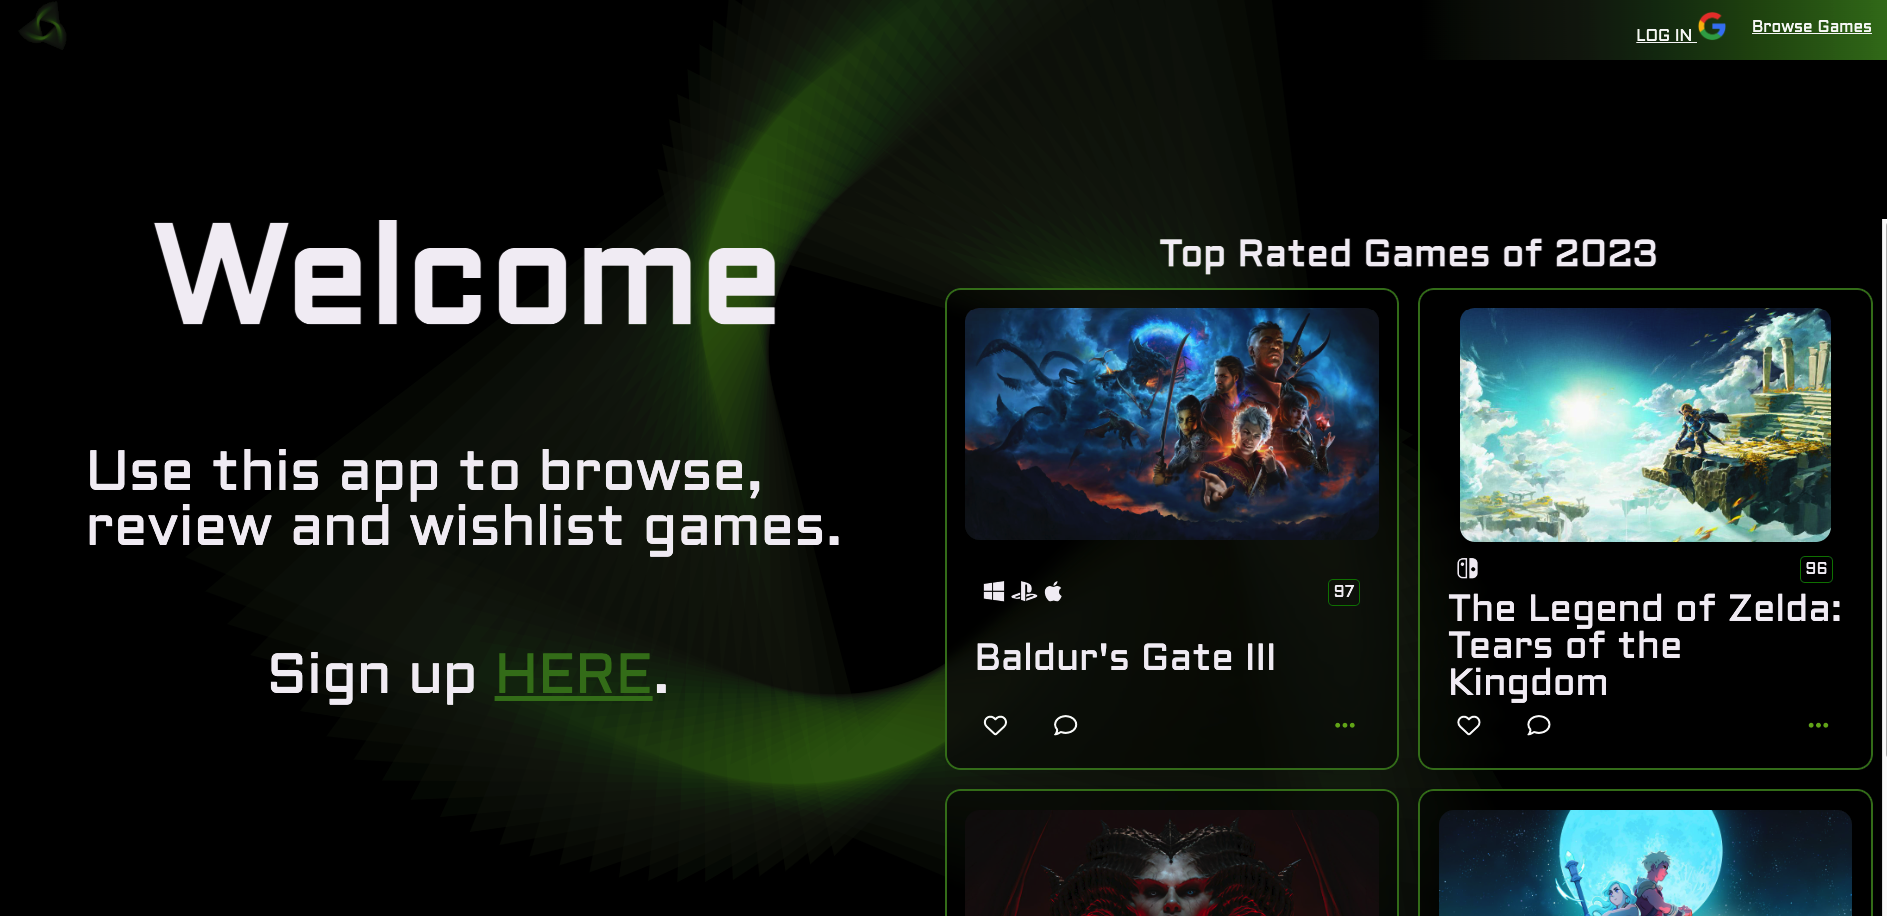 LOG IN
Browse Games
Welcome
Use this app to browse,
review and wishlist games.
Sign up HERE.
Top Rated Games of 2023
97
Baldur's Gate III
96
The Legend of Zelda:
Tears of the
Kingdom